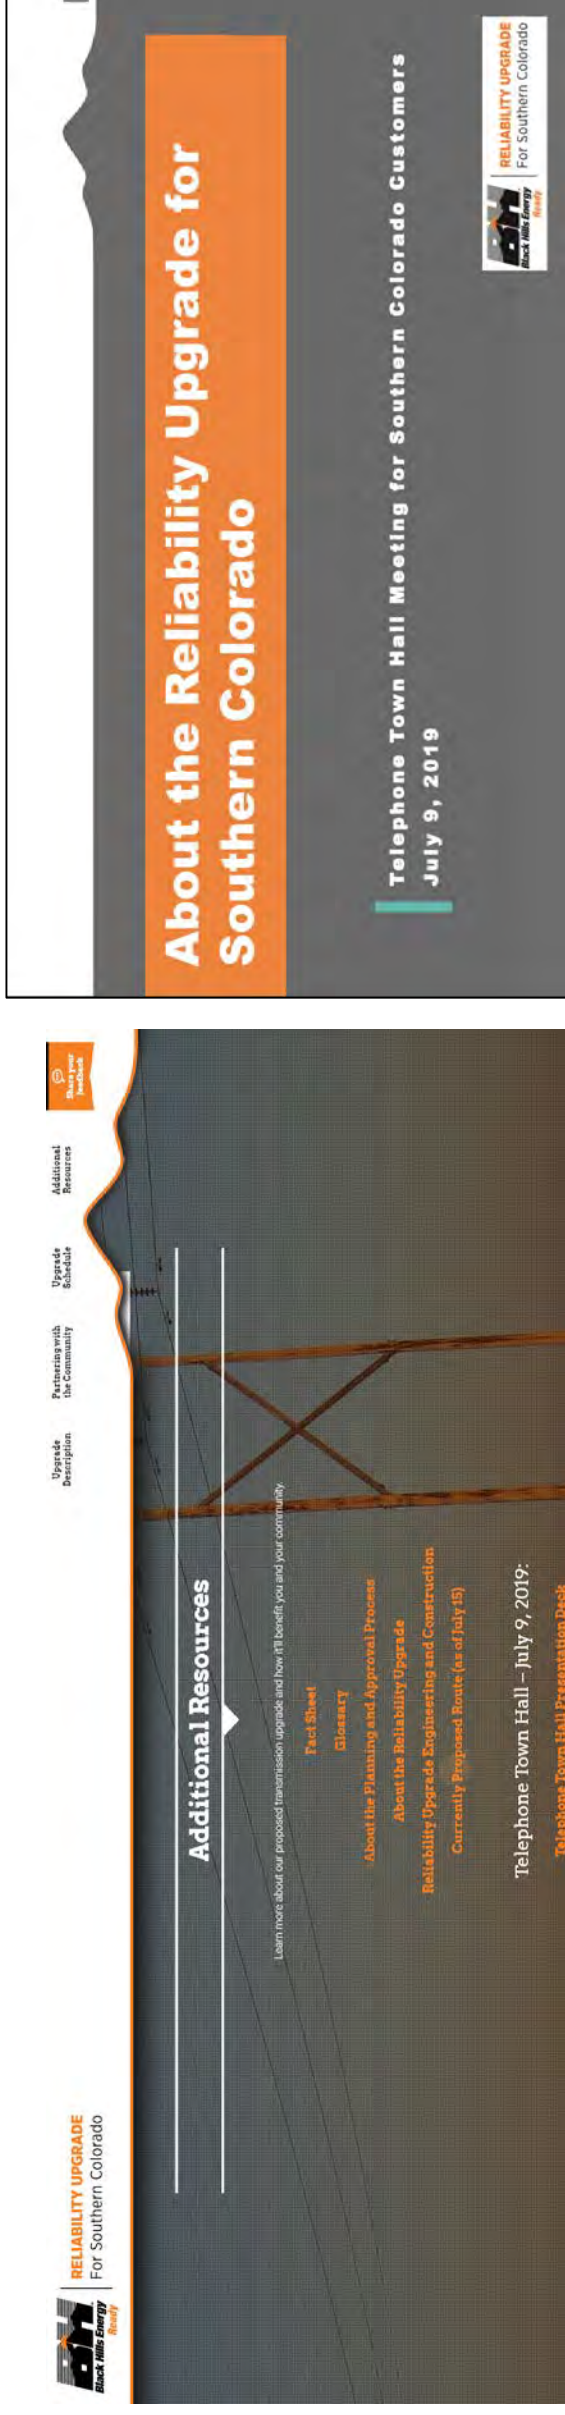 Black Hills Energy
Ready
RELIABILITY UPGRADE
For Southern Colorado
Upgrade
Description
Partnering with
the Community
Upgrade
Schedule
Additional
Resources
Share your
feedback
Additional Resources
Learn more about our proposed transmission upgrade and how it'll benefit you and your community.
Fact Sheet
Glossary
About the Planning and Approval Process
About the Reliability Upgrade
Reliability Upgrade Engineering and Construction
Currently Proposed Route (as of July 15)
Telephone Town Hall – July 9, 2019:
Telephone Town Hall Presentation Deck
About the Reliability Upgrade for
Southern Colorado
Telephone Town Hall Meeting for Southern Colorado Customers
July 9, 2019
Black Hills Energy
Ready
RELIABILITY UPGRADE
For Southern Colorado